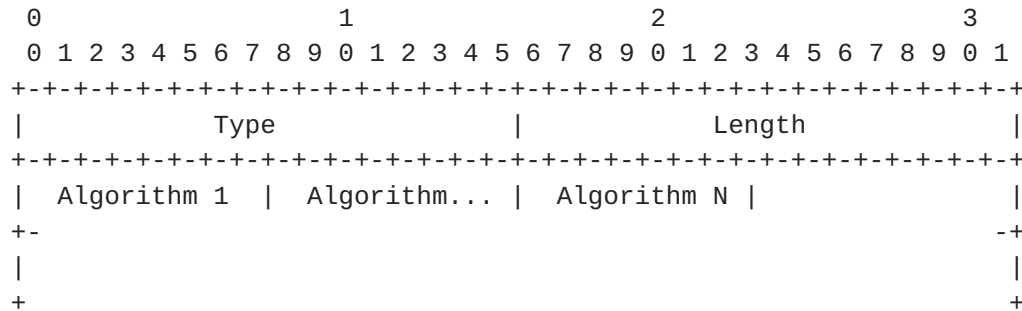 0                   1                   2                   3
 0 1 2 3 4 5 6 7 8 9 0 1 2 3 4 5 6 7 8 9 0 1 2 3 4 5 6 7 8 9 0 1
+-+-+-+-+-+-+-+-+-+-+-+-+-+-+-+-+-+-+-+-+-+-+-+-+-+-+-+-+-+-+-+-+
|            Type               |            Length             |
+-+-+-+-+-+-+-+-+-+-+-+-+-+-+-+-+-+-+-+-+-+-+-+-+-+-+-+-+-+-+-+-+
|  Algorithm 1  |  Algorithm... |  Algorithm N |                |
+-                                                             -+
|                                                               |
+                                                               +